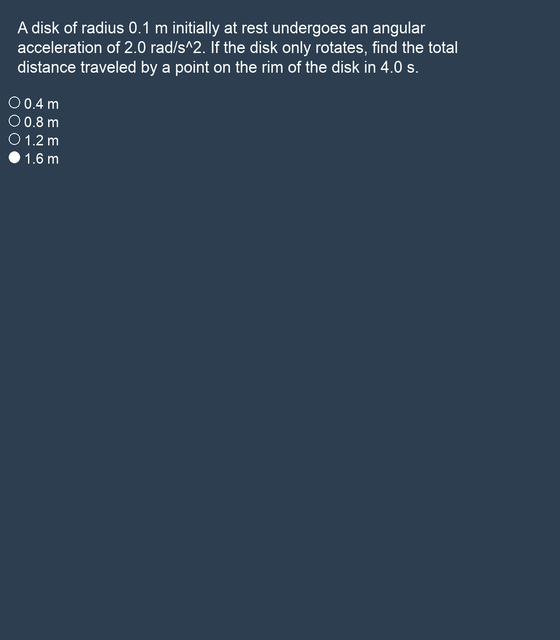 A disk of radius 0.1 m initially at rest undergoes an angular
acceleration of 2.0 rad/s^2. If the disk only rotates, find the total
distance traveled by a point on the rim of the disk in 4.0 s.
0.4 m
0.8 m
1.2 m
1.6 m